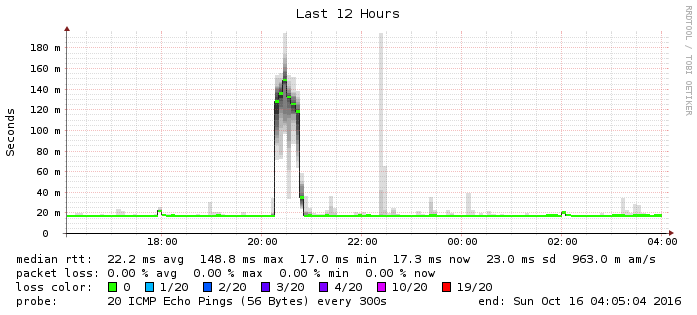 Last 12 Hours
RRDTOOL / TOBI OETIKER
Seconds
180 m
160 m
140 m
120 m
100 m
80 m
60 m
40 m
20 m
0
18:00 20:00 22:00 00:00 02:00 04:00
median rtt: 22.2 ms avg 148.8 ms max 17.0 ms min 17.3 ms now 23.0 ms sd 963.0 m am/s
packet loss: 0.00 % avg 0.00 % max 0.00 % min 0.00 % now
loss color: 0 1/20 2/20 3/20 4/20 10/20 19/20
probe: 20 ICMP Echo Pings (56 Bytes) every 300s end: Sun Oct 16 04:05:04 2016